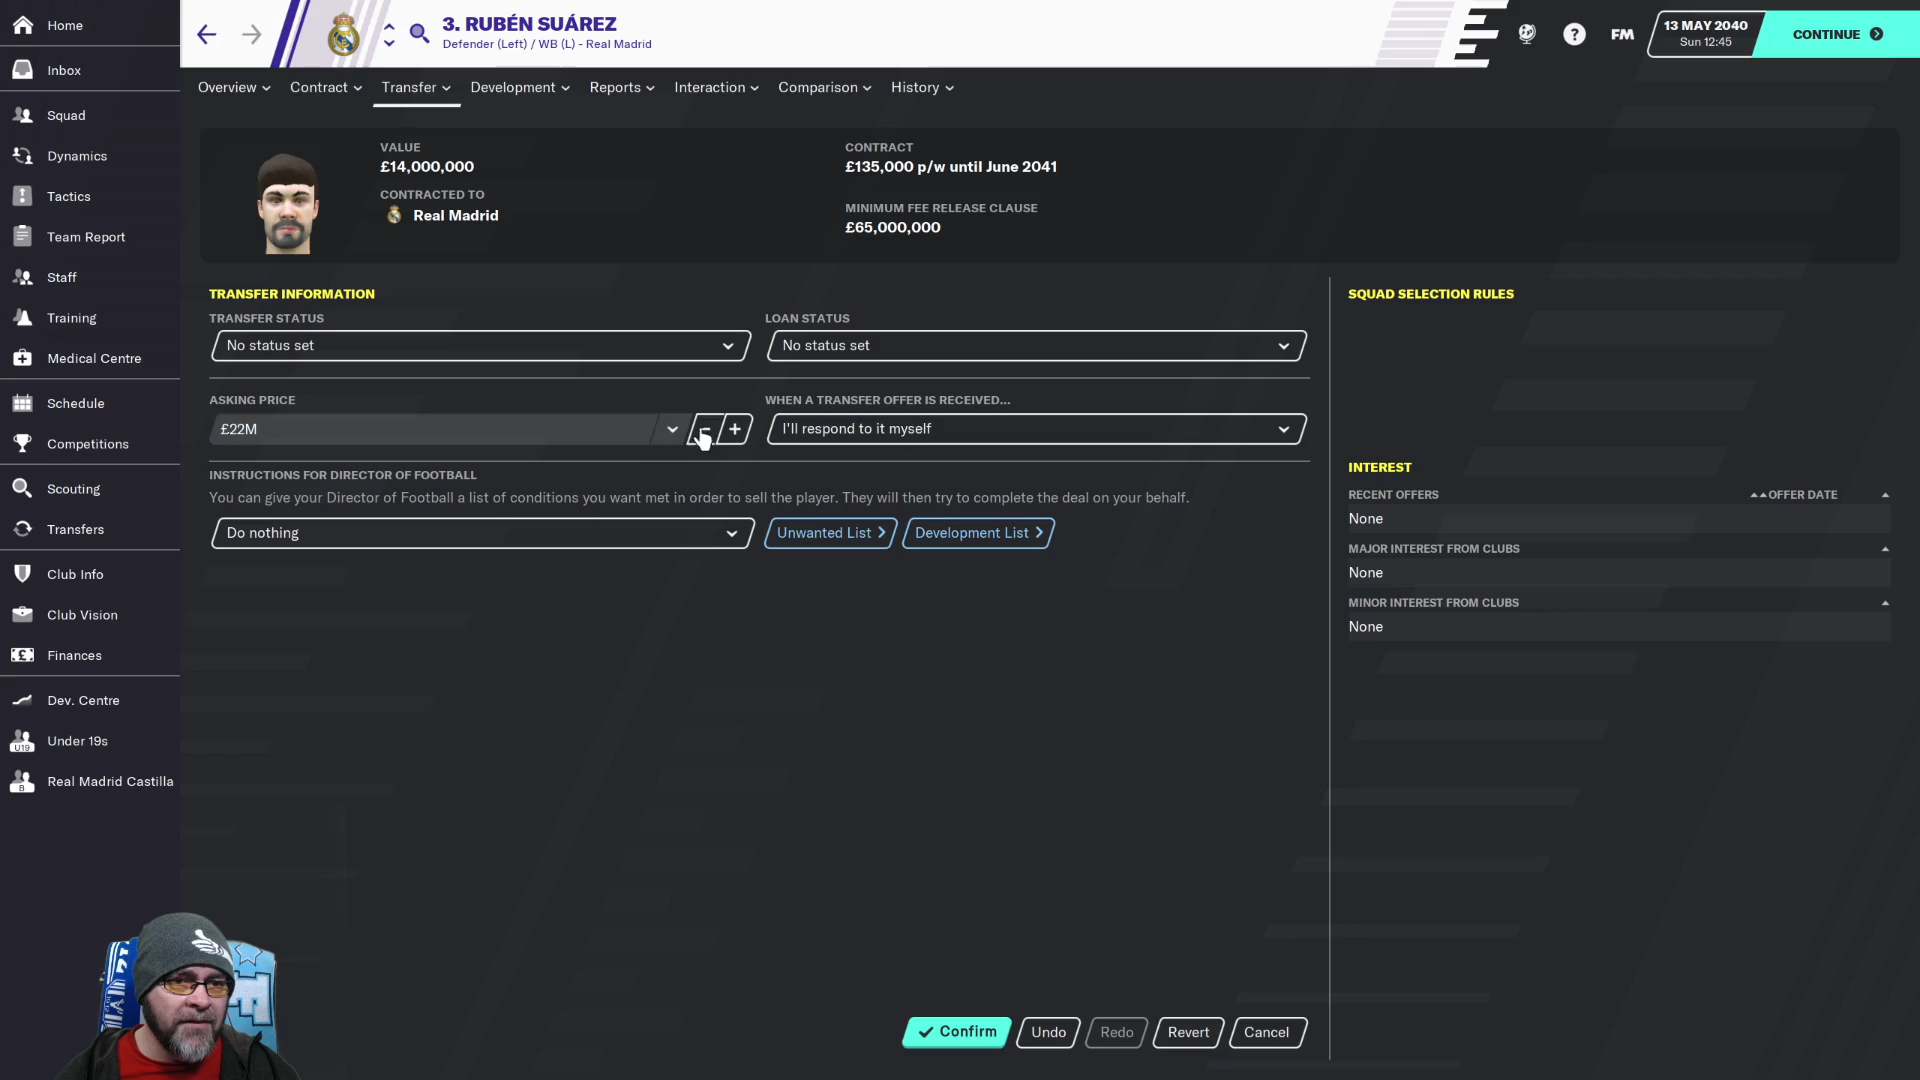 Home
Inbox
Squad
Dynamics
Tactics
Team Report
Staff
Training
Medical Centre
Schedule
Competitions
Scouting
Transfers
Club Info
Club Vision
Finances
Dev. Centre
U19
Under 19s
B
Real Madrid Castilla
3. RUBÉN SUÁREZ
Defender (Left) / WB (L) - Real Madrid
?
FM
13 MAY 2040
Sun 12:45
CONTINUE
Overview
Contract
Transfer
Development
Reports
Interaction
Comparison
History
VALUE
£14,000,000
CONTRACTED TO
Real Madrid
CONTRACT
£135,000 p/w until June 2041
MINIMUM FEE RELEASE CLAUSE
£65,000,000
TRANSFER INFORMATION
TRANSFER STATUS
No status set
LOAN STATUS
No status set
ASKING PRICE
£22M
- +
WHEN A TRANSFER OFFER IS RECEIVED...
I'll respond to it myself
INSTRUCTIONS FOR DIRECTOR OF FOOTBALL
You can give your Director of Football a list of conditions you want met in order to sell the player. They will then try to complete the deal on your behalf.
Do nothing
Unwanted List
Development List
SQUAD SELECTION RULES
INTEREST
RECENT OFFERS
OFFER DATE
None
MAJOR INTEREST FROM CLUBS
None
MINOR INTEREST FROM CLUBS
None
Confirm
Undo
Redo
Revert
Cancel